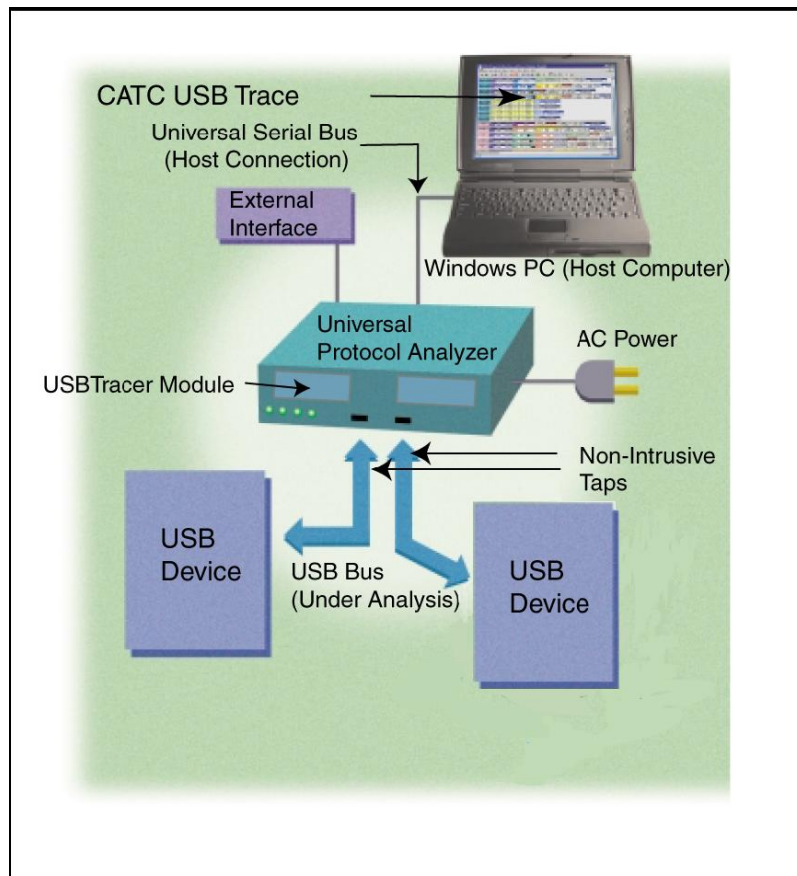 CATC USB Trace
Universal Serial Bus
(Host Connection)
External
Interface
Windows PC (Host Computer)
Universal
Protocol Analyzer
AC Power
USBTracer Module
Non-Intrusive
Taps
USB
Device
USB Bus
(Under Analysis)
USB
Device